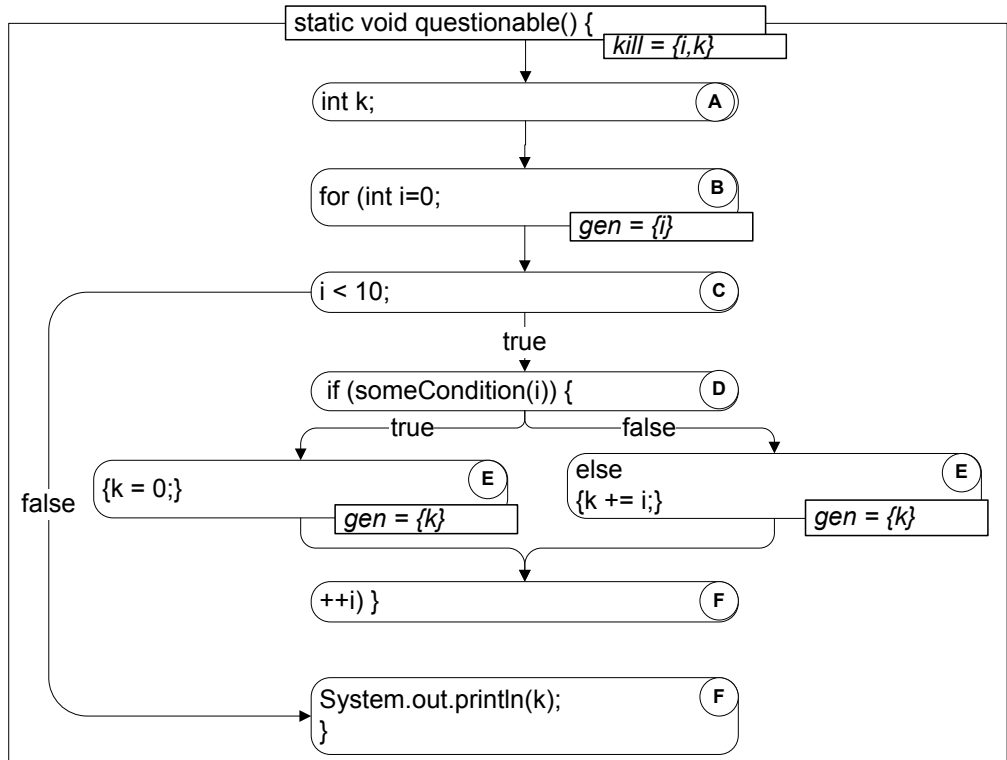 static void questionable() {
kill = {i,k}
int k;
A
for (int i=0;
B
gen = {i}
i < 10;
C
true
if (someCondition(i)) {
D
true
false
{k = 0;}
E
gen = {k}
else
{k += i;}
E
gen = {k}
false
++i) }
F
System.out.println(k);
}
F